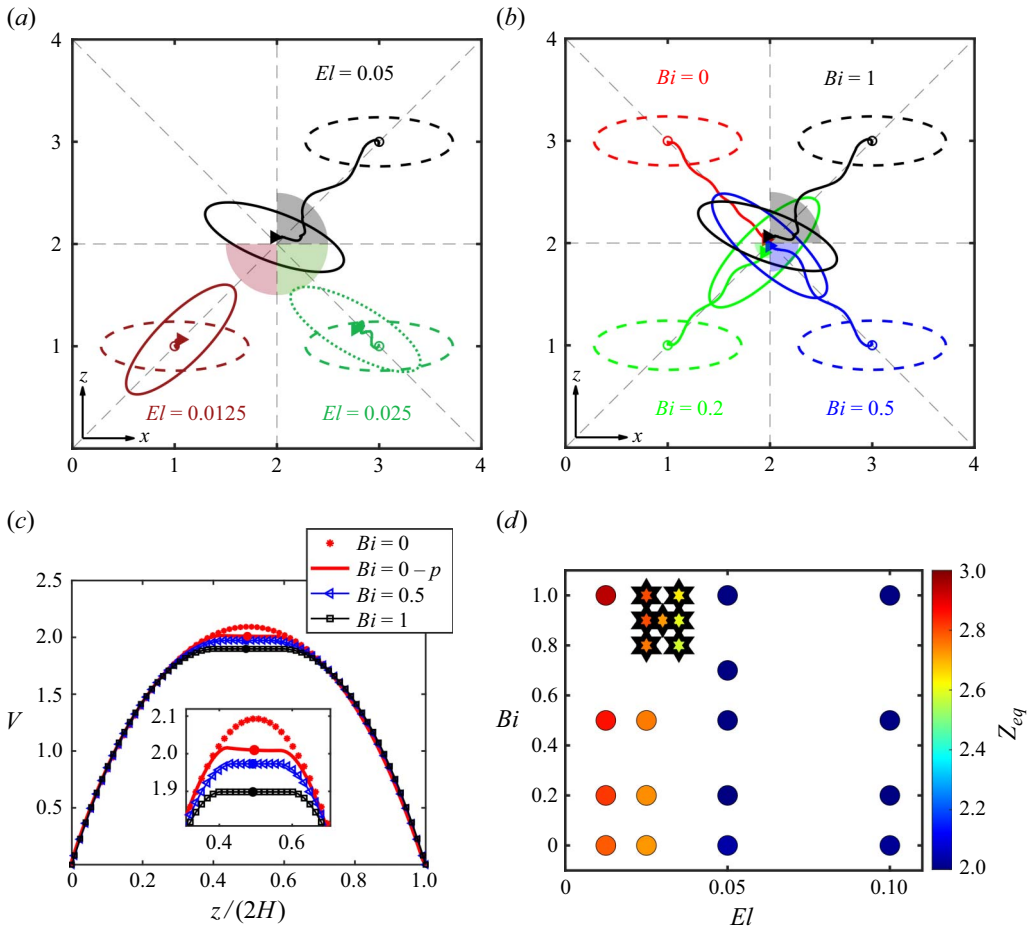 (a)
4
3
2
1
0
1
2
3
4
z
x
El = 0.05
El = 0.0125
El = 0.025
(b)
4
3
2
1
0
1
2
3
4
z
x
Bi = 0
Bi = 1
Bi = 0.2
Bi = 0.5
(c)
Bi = 0
Bi = 0 – p
Bi = 0.5
Bi = 1
2.5
2.0
1.5
1.0
0.5
V
2.1
2.0
1.9
0.4
0.6
0
0.2
0.4
0.6
0.8
1.0
z/(2H)
(d)
1.0
0.8
0.6
0.4
0.2
0
Bi
0
0.05
0.10
El
3.0
2.8
2.6
2.4
2.2
2.0
Zeq